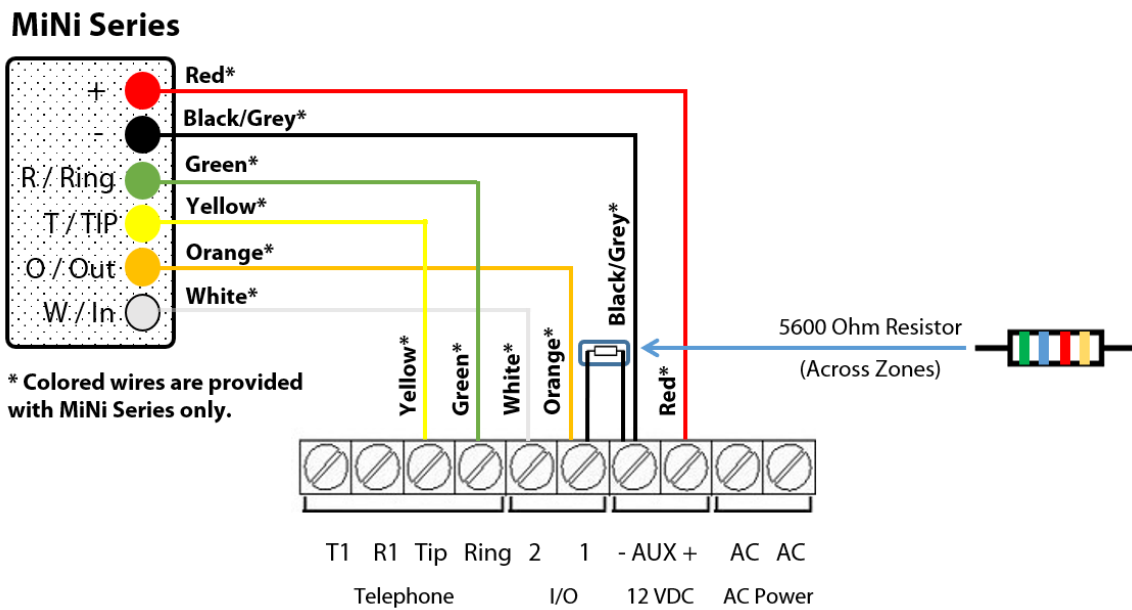 MiNi Series
+
Red*
-
Black/Grey*
R / Ring
Green*
T / TIP
Yellow*
O / Out
Orange*
W / In
White*
* Colored wires are provided
with MiNi Series only.
Yellow*
Green*
White*
Orange*
Black/Grey*
Red*
5600 Ohm Resistor
(Across Zones)
T1 R1 Tip Ring 2 1 - AUX + AC AC
Telephone I/O 12 VDC AC Power